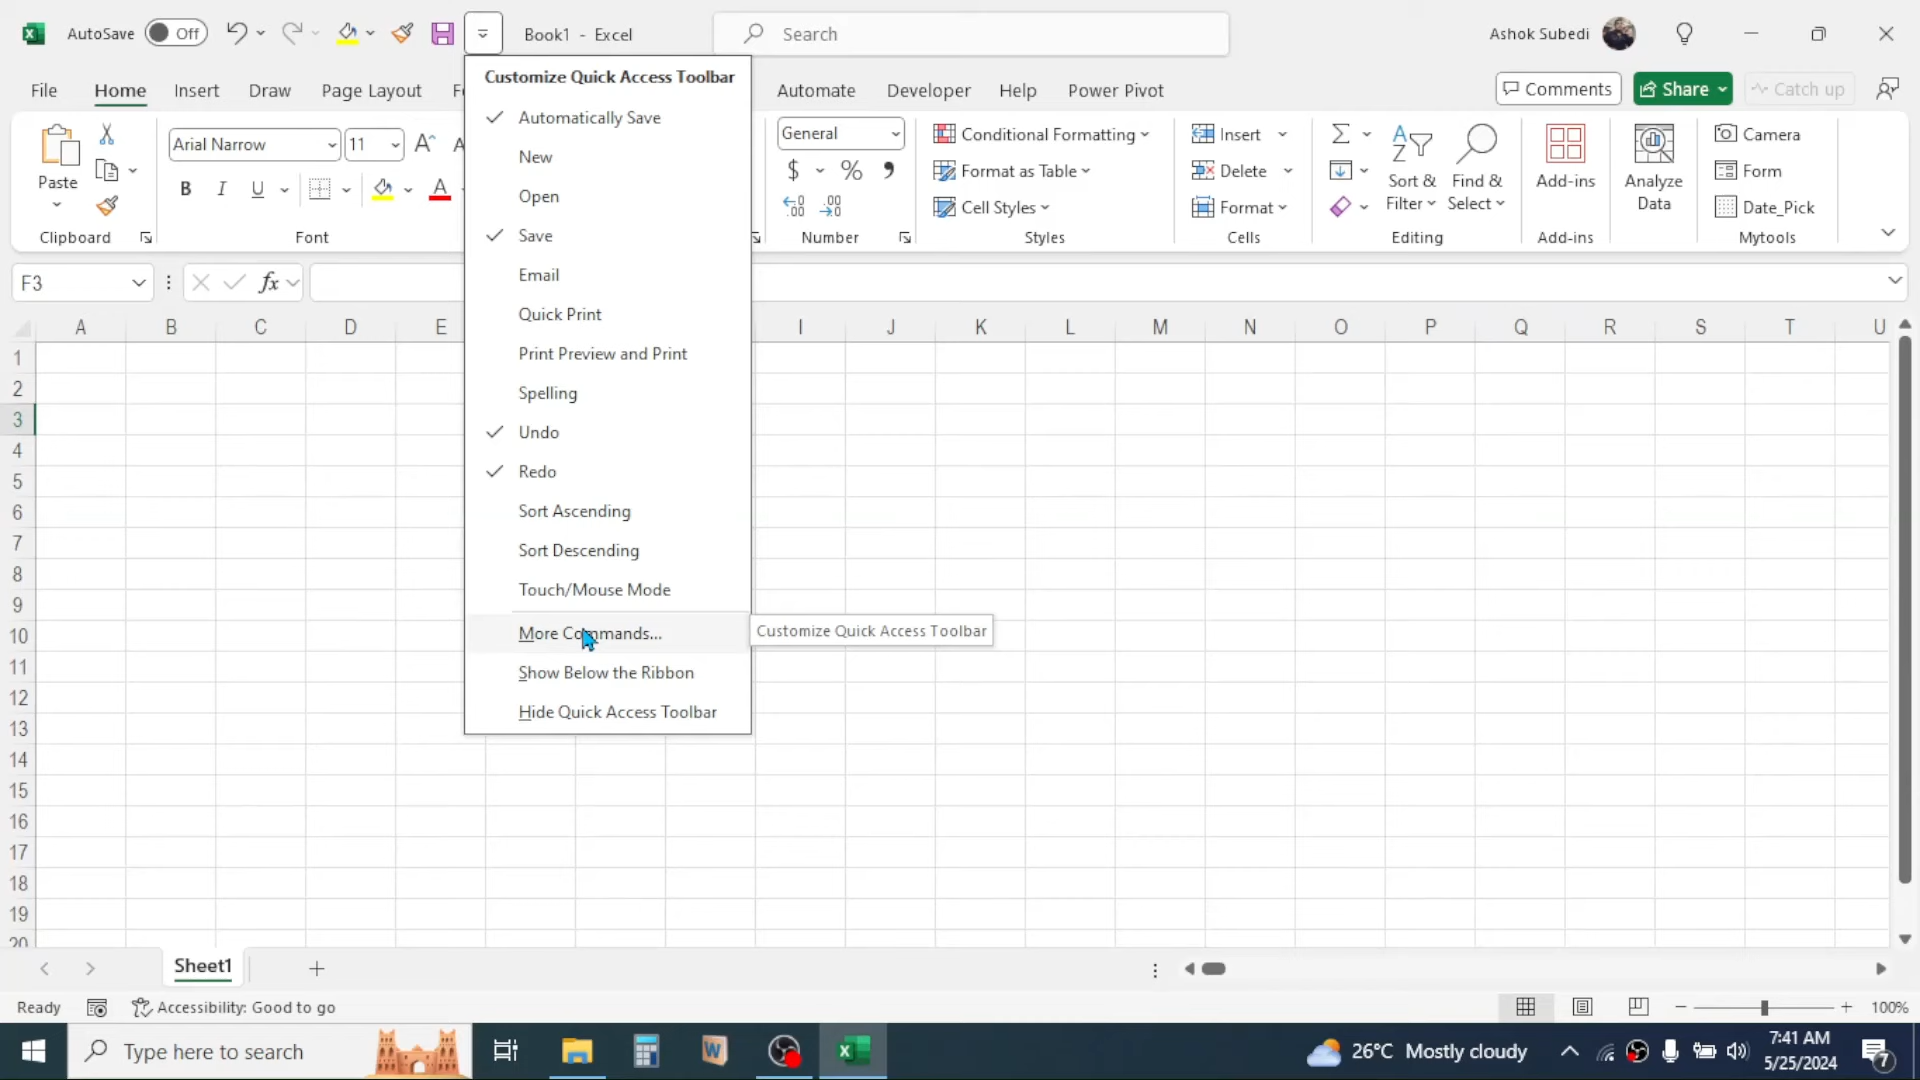 AutoSave Off Book1 - Excel Search Ashok Subedi
File Home Insert Draw Page Layout F Automate Developer Help Power Pivot Comments Share Catch up
Customize Quick Access Toolbar
Automatically Save
New
Open
Save
Email
Quick Print
Print Preview and Print
Spelling
Undo
Redo
Sort Ascending
Sort Descending
Touch/Mouse Mode
More Commands...
Show Below the Ribbon
Hide Quick Access Toolbar
Customize Quick Access Toolbar
Paste
Clipboard
Arial Narrow 11 A A
B I U A
Font
General
$ % ,
.00 .00
Number
Conditional Formatting
Format as Table
Cell Styles
Styles
Insert
Delete
Format
Cells
Sort &
Filter
Find &
Select
Editing
Add-ins
Add-ins
Analyze
Data
Camera
Form
Date_Pick
Mytools
F3 fx
A B C D E I J K L M N O P Q R S T U
1
2
3
4
5
6
7
8
9
10
11
12
13
14
15
16
17
18
19
20
Sheet1
Ready Accessibility: Good to go 100%
Type here to search W 26°C Mostly cloudy 7:41 AM
5/25/2024 7